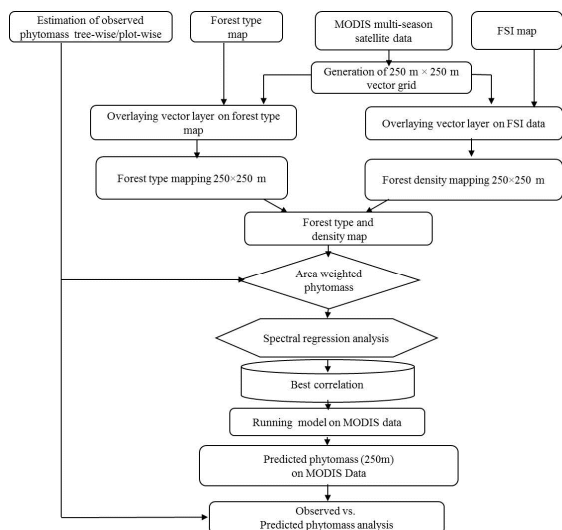 Estimation of observed
phytomass tree-wise/plot-wise
Forest type
map
MODIS multi-season
satellite data
FSI map
Generation of 250 m × 250 m
vector grid
Overlaying vector layer on forest type
map
Overlaying vector layer on FSI data
Forest type mapping 250×250 m
Forest density mapping 250×250 m
Forest type and
density map
Area weighted
phytomass
Spectral regression analysis
Best correlation
Running model on MODIS data
Predicted phytomass (250m)
on MODIS Data
Observed vs.
Predicted phytomass analysis